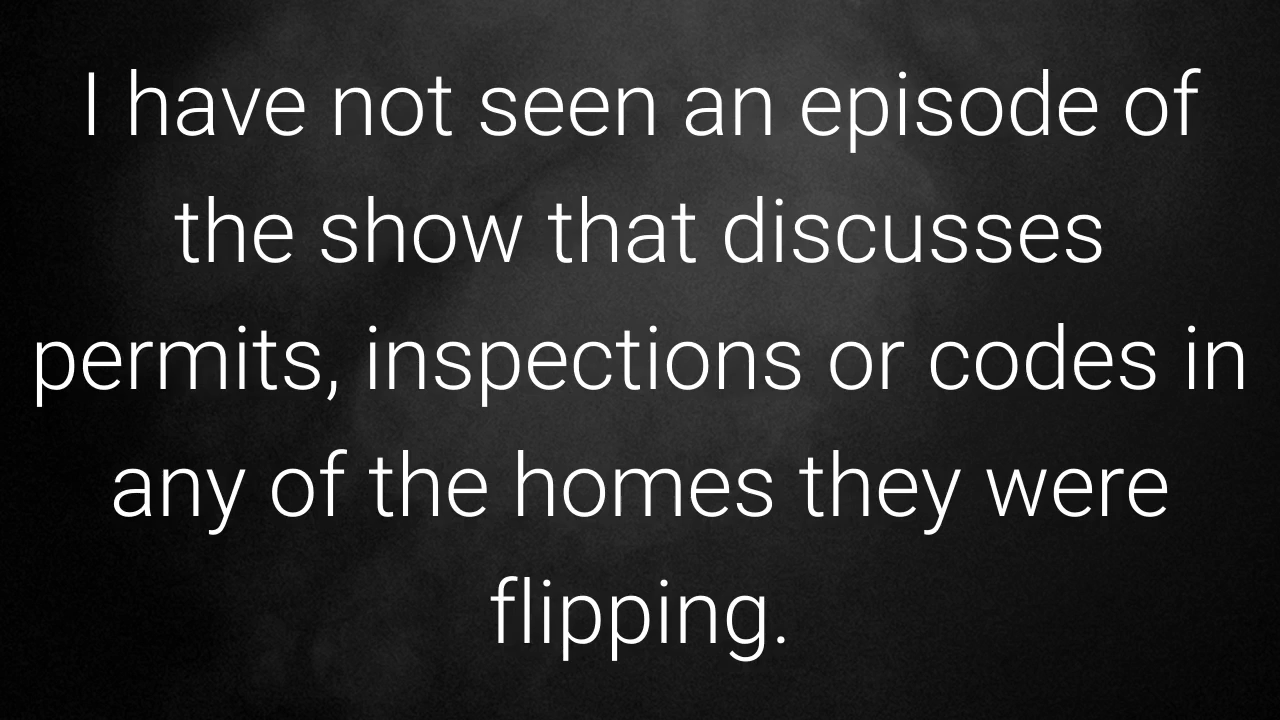 I have not seen an episode of
the show that discusses
permits, inspections or codes in
any of the homes they were
flipping.